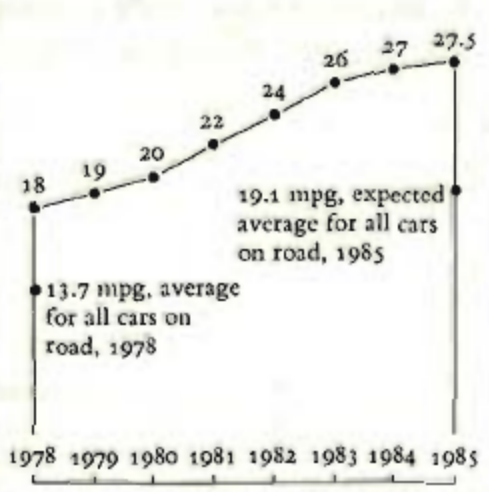 27.5
27
26
24
22
20
19
18
19.1 mpg, expected
average for all cars
on road, 1985
13.7 mpg, average
for all cars on
road, 1978
1978 1979 1980 1981 1982 1983 1984 1985